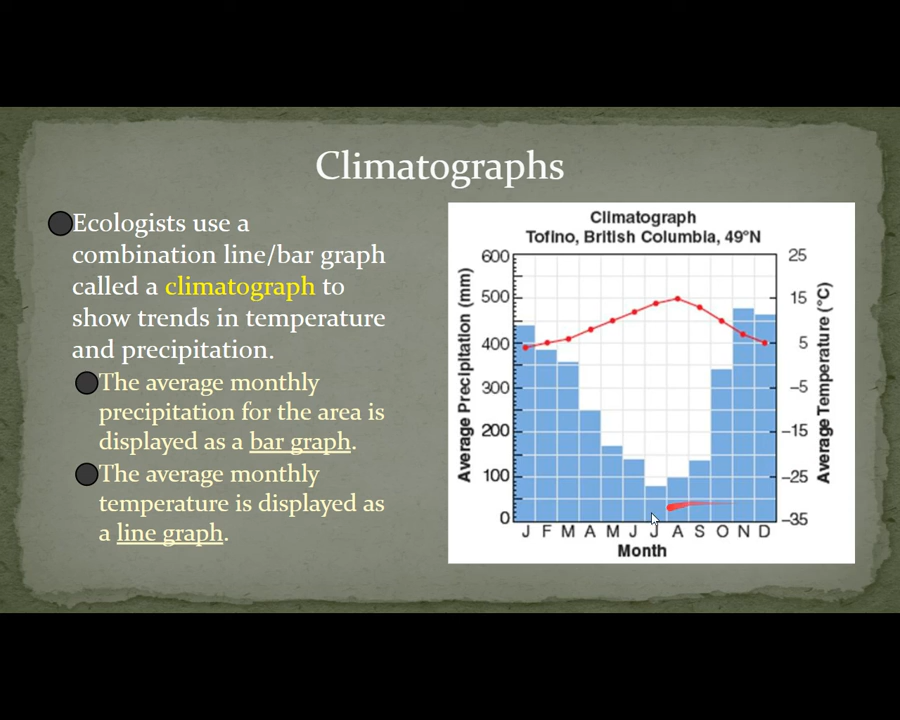 Climatographs
Ecologists use a
combination line/bar graph
called a climatograph to
show trends in temperature
and precipitation.
The average monthly
precipitation for the area is
displayed as a bar graph.
The average monthly
temperature is displayed as
a line graph.
Climatograph
Tofino, British Columbia, 49°N
Average Precipitation (mm)
600
500
400
300
200
100
0
25
15
5
–5
–15
–25
–35
Average Temperature (°C)
J F M A M J J A S O N D
Month